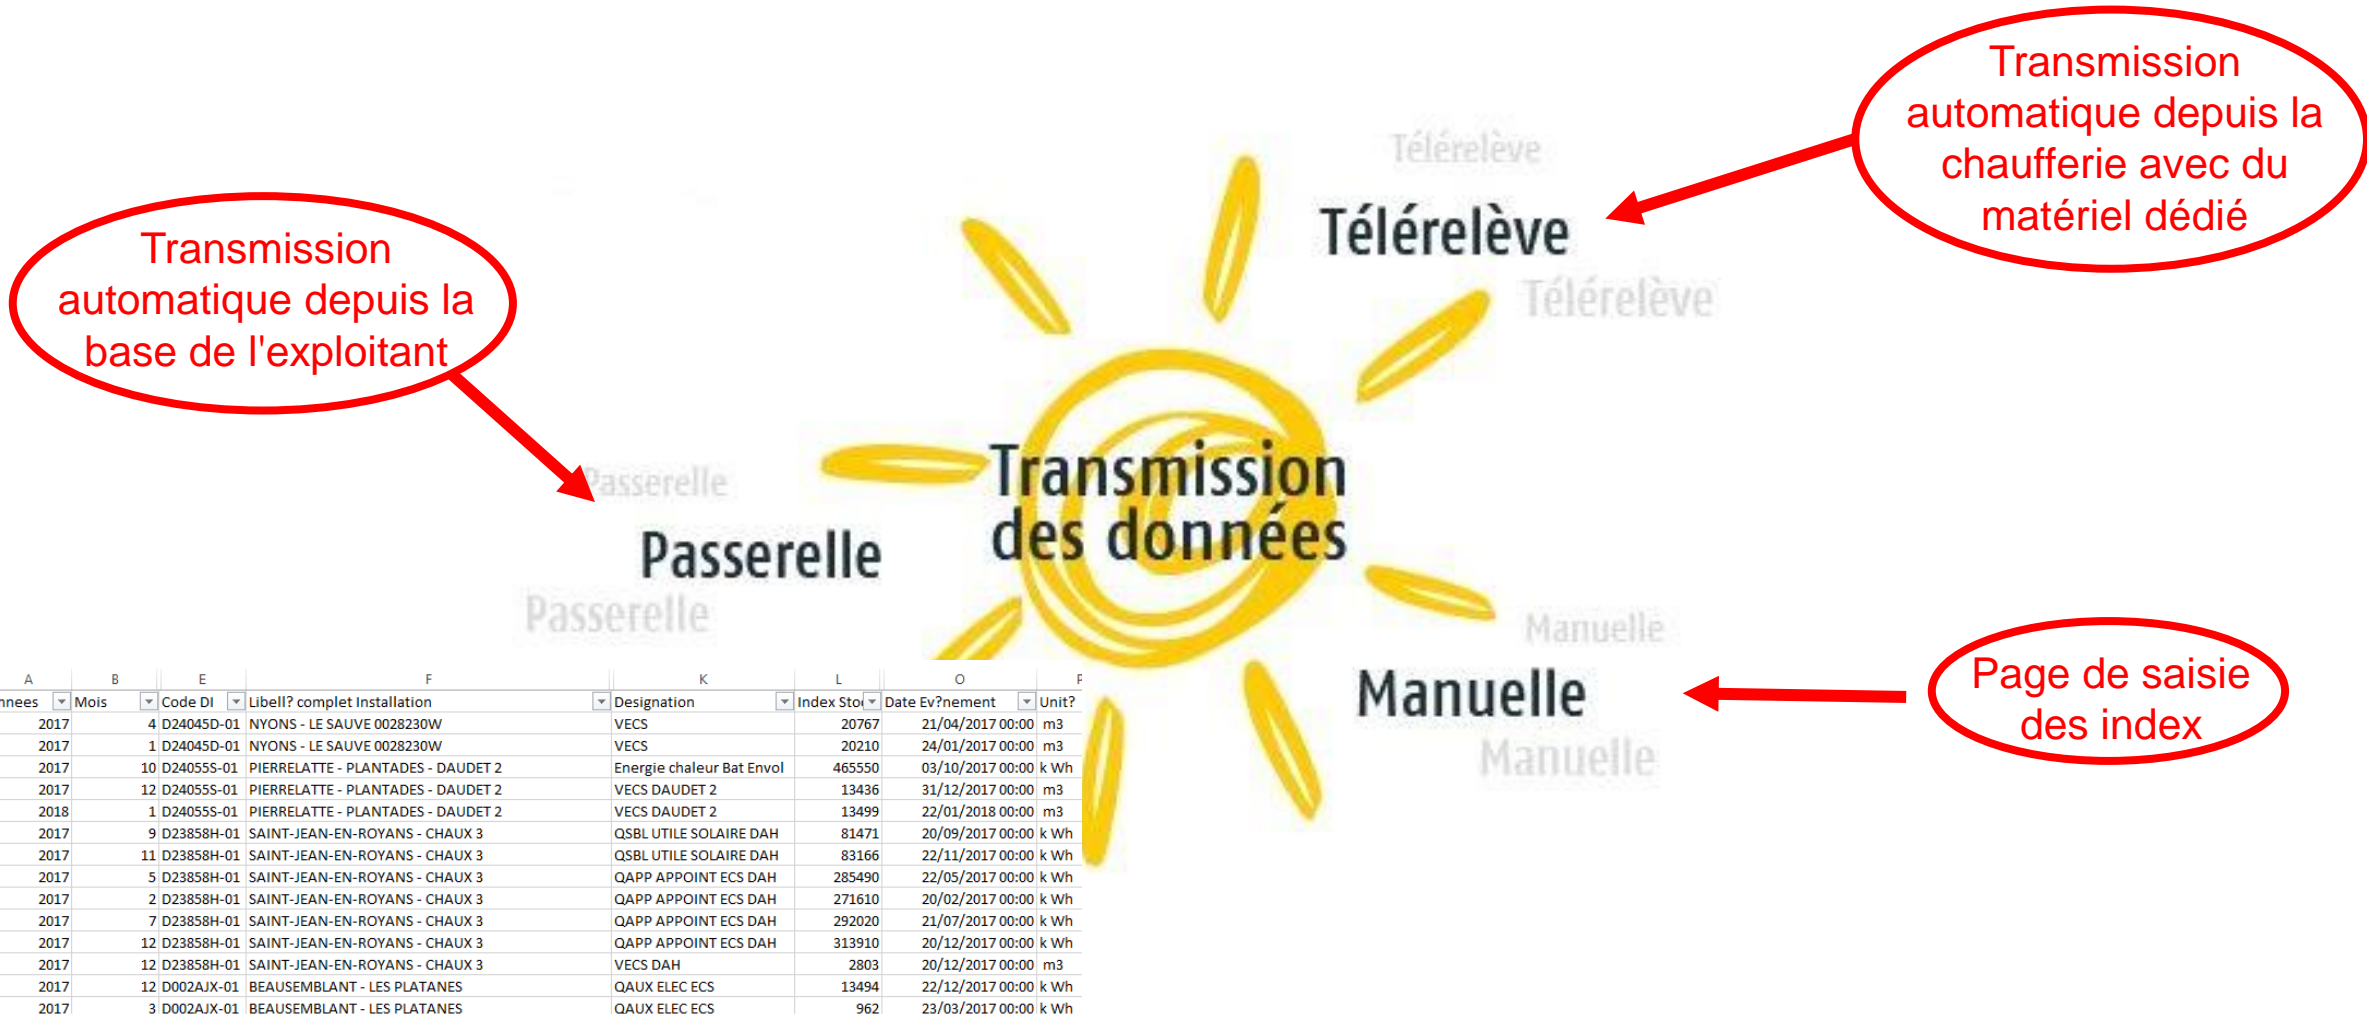 Transmission
automatique depuis la
chaufferie avec du
matériel dédié
Télérelève
Télérelève
Télérelève
Transmission
automatique depuis la
base de l'exploitant
Transmission
des données
Passerelle
Passerelle
Passerelle
Manuelle
Manuelle
Manuelle
Page de saisie
des index
A B E F K L O P
nnees Mois Code DI Libell? complet Installation Designation Index Sto Date Ev?nement Unit?
2017 4 D24045D-01 NYONS - LE SAUVE 0028230W VECS 20767 21/04/2017 00:00 m3
2017 1 D24045D-01 NYONS - LE SAUVE 0028230W VECS 20210 24/01/2017 00:00 m3
2017 10 D24055S-01 PIERRELATTE - PLANTADES - DAUDET 2 Energie chaleur Bat Envol 465550 03/10/2017 00:00 k Wh
2017 12 D24055S-01 PIERRELATTE - PLANTADES - DAUDET 2 VECS DAUDET 2 13436 31/12/2017 00:00 m3
2018 1 D24055S-01 PIERRELATTE - PLANTADES - DAUDET 2 VECS DAUDET 2 13499 22/01/2018 00:00 m3
2017 9 D23858H-01 SAINT-JEAN-EN-ROYANS - CHAUX 3 QSBL UTILE SOLAIRE DAH 81471 20/09/2017 00:00 k Wh
2017 11 D23858H-01 SAINT-JEAN-EN-ROYANS - CHAUX 3 QSBL UTILE SOLAIRE DAH 83166 22/11/2017 00:00 k Wh
2017 5 D23858H-01 SAINT-JEAN-EN-ROYANS - CHAUX 3 QAPP APPOINT ECS DAH 285490 22/05/2017 00:00 k Wh
2017 2 D23858H-01 SAINT-JEAN-EN-ROYANS - CHAUX 3 QAPP APPOINT ECS DAH 271610 20/02/2017 00:00 k Wh
2017 7 D23858H-01 SAINT-JEAN-EN-ROYANS - CHAUX 3 QAPP APPOINT ECS DAH 292020 21/07/2017 00:00 k Wh
2017 12 D23858H-01 SAINT-JEAN-EN-ROYANS - CHAUX 3 QAPP APPOINT ECS DAH 313910 20/12/2017 00:00 k Wh
2017 12 D23858H-01 SAINT-JEAN-EN-ROYANS - CHAUX 3 VECS DAH 2803 20/12/2017 00:00 m3
2017 12 D002AJX-01 BEAUSEMBLANT - LES PLATANES QAUX ELEC ECS 13494 22/12/2017 00:00 k Wh
2017 3 D002AJX-01 BEAUSEMBLANT - LES PLATANES QAUX ELEC ECS 962 23/03/2017 00:00 k Wh